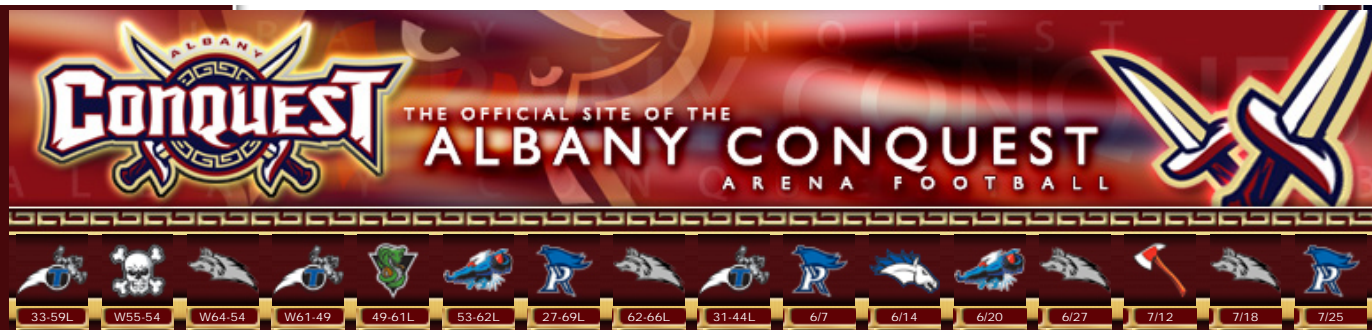 ALBANY CONQUEST
ALBANY
CONQUEST
THE OFFICIAL SITE OF THE
ALBANY CONQUEST
ARENA FOOTBALL
33-59L W55-54 W64-54 W61-49 49-61L 53-62L 27-69L 62-66L 31-44L 6/7 6/14 6/20 6/27 7/12 7/18 7/25